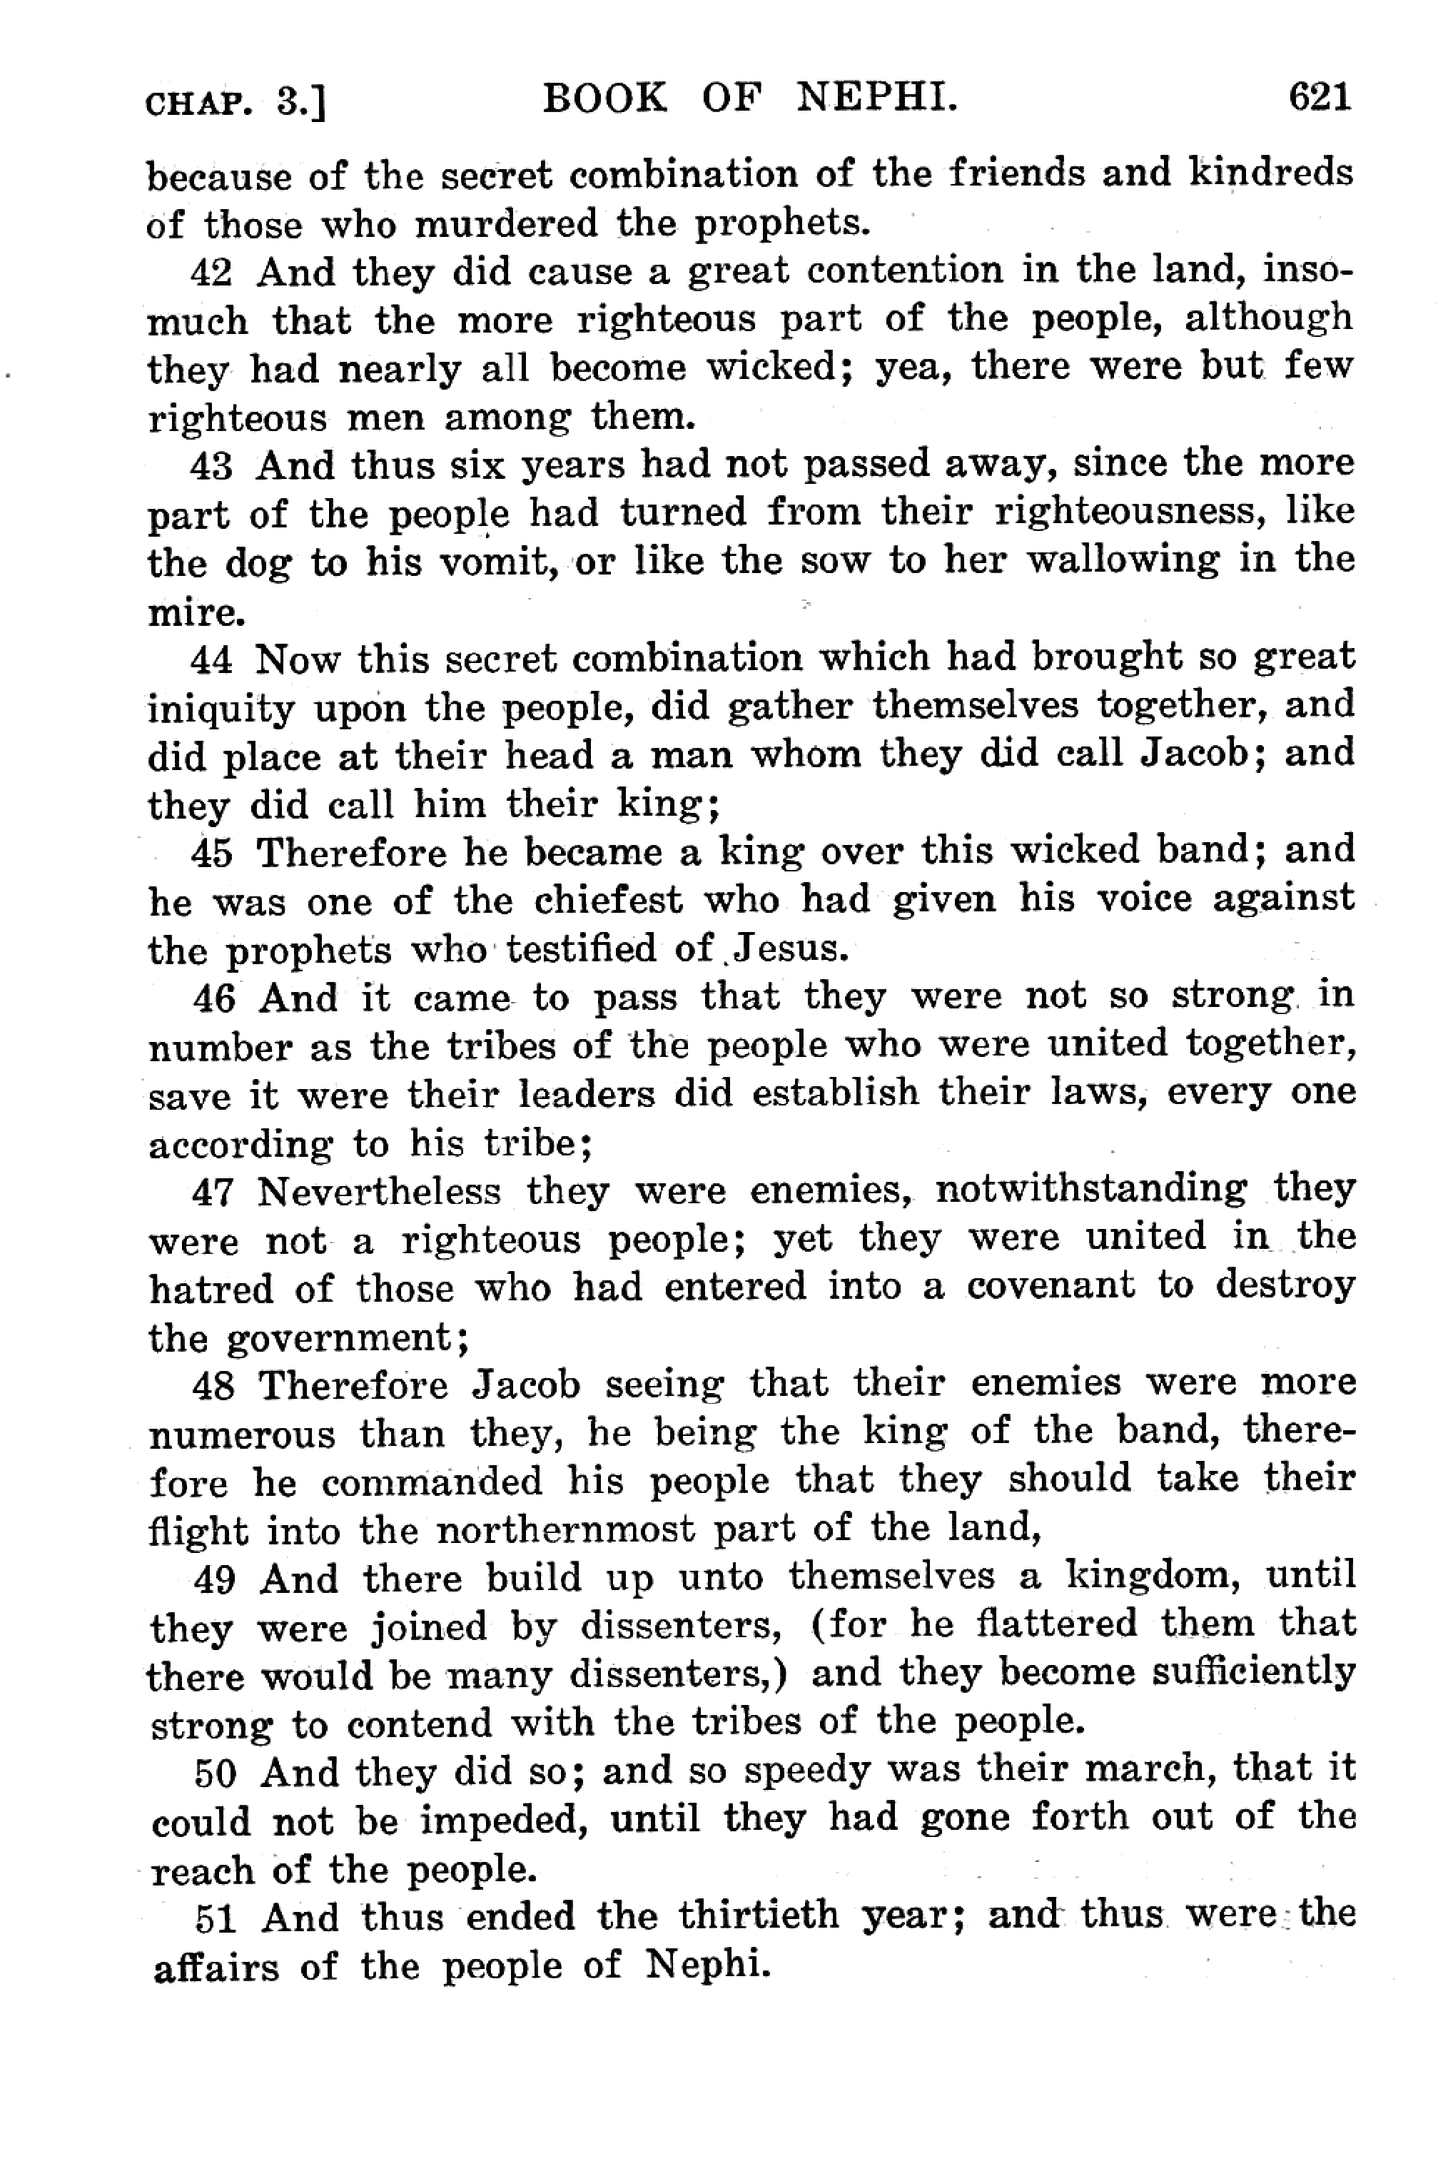 CHAP. 3.] BOOK OF NEPHI. 621
because of the secret combination of the friends and kindreds
of those who murdered the prophets.
42 And they did cause a great contention in the land, inso-
much that the more righteous part of the people, although
they had nearly all become wicked; yea, there were but few
righteous men among them.
43 And thus six years had not passed away, since the more
part of the people had turned from their righteousness, like
the dog to his vomit, or like the sow to her wallowing in the
mire.
44 Now this secret combination which had brought so great
iniquity upon the people, did gather themselves together, and
did place at their head a man whom they did call Jacob; and
they did call him their king;
45 Therefore he became a king over this wicked band; and
he was one of the chiefest who had given his voice against
the prophets who testified of Jesus.
46 And it came to pass that they were not so strong in
number as the tribes of the people who were united together,
save it were their leaders did establish their laws, every one
according to his tribe;
47 Nevertheless they were enemies, notwithstanding they
were not a righteous people; yet they were united in the
hatred of those who had entered into a covenant to destroy
the government;
48 Therefore Jacob seeing that their enemies were more
numerous than they, he being the king of the band, there-
fore he commanded his people that they should take their
flight into the northernmost part of the land,
49 And there build up unto themselves a kingdom, until
they were joined by dissenters, (for he flattered them that
there would be many dissenters,) and they become sufficiently
strong to contend with the tribes of the people.
50 And they did so; and so speedy was their march, that it
could not be impeded, until they had gone forth out of the
reach of the people.
51 And thus ended the thirtieth year; and thus were the
affairs of the people of Nephi.